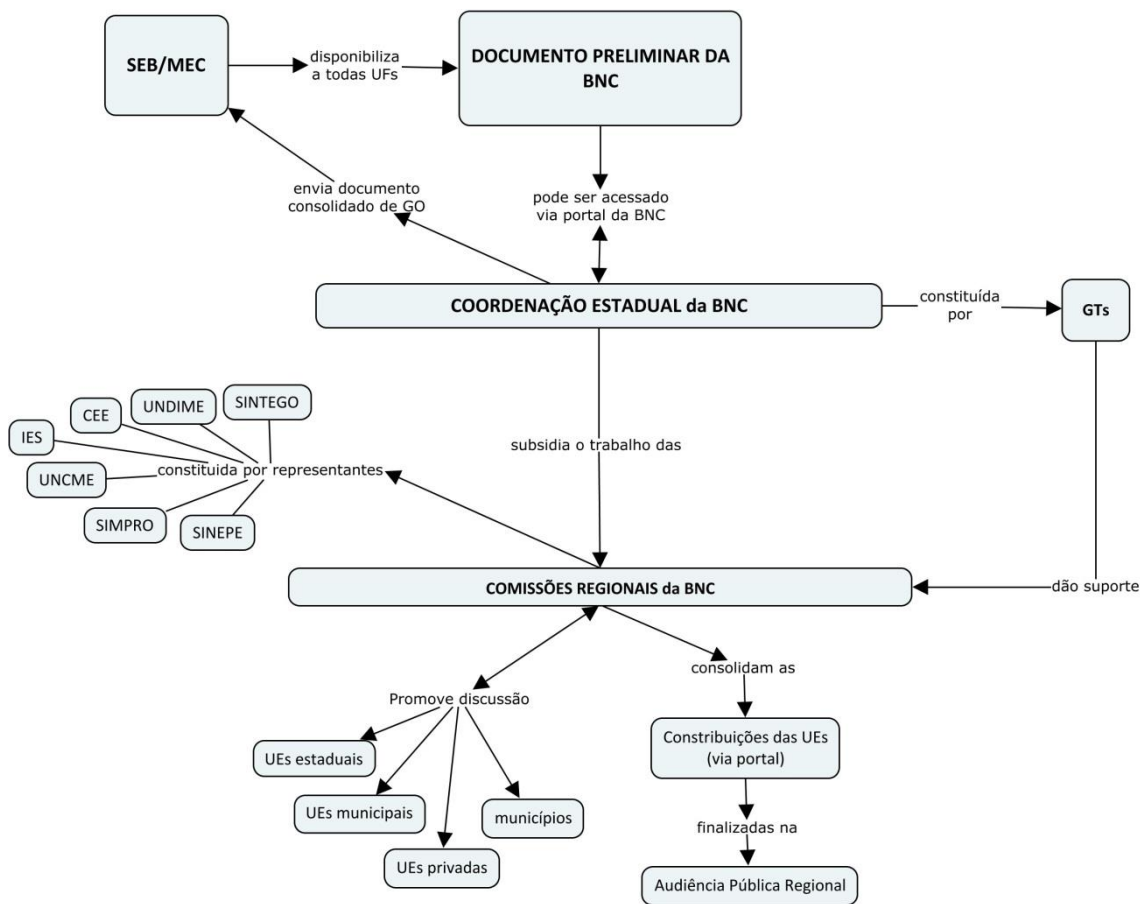 SEB/MEC
disponibiliza
a todas UFs
DOCUMENTO PRELIMINAR DA
BNC
envia documento
consolidado de GO
pode ser acessado
via portal da BNC
COORDENAÇÃO ESTADUAL da BNC
constituída
por
GTs
SINTEGO
UNDIME
CEE
IES
UNCME
constituida por representantes
SIMPRO
SINEPE
subsidia o trabalho das
COMISSÕES REGIONAIS da BNC
dão suporte
Promove discussão
UEs estaduais
UEs municipais
UEs privadas
municípios
consolidam as
Constribuições das UEs
(via portal)
finalizadas na
Audiência Pública Regional